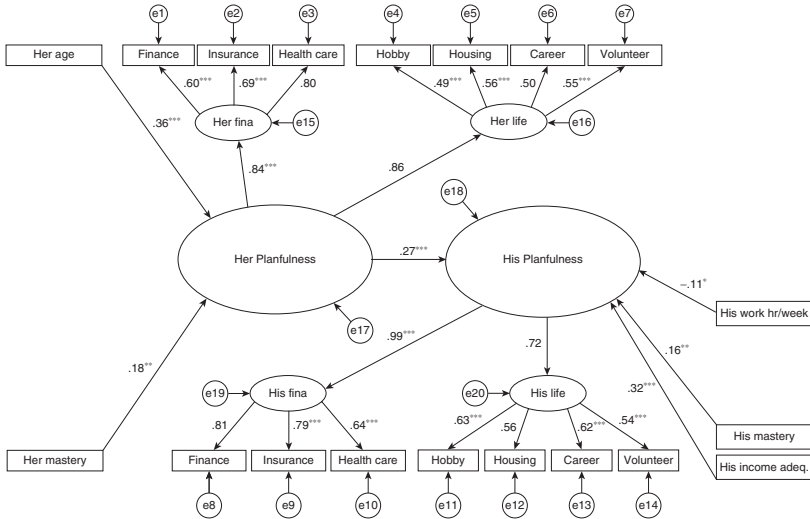 e1 e2 e3 e4 e5 e6 e7
Her age Finance Insurance Health care Hobby Housing Career Volunteer
.60*** .69*** .80 .49*** .56*** .50 .55***
.36*** Her fina e15 Her life e16
.84*** .86
e18
Her Planfulness .27*** His Planfulness
-.11*
His work hr/week
e17
.99*** .72 .16**
.18** .32***
e19 His fina e20 His life
.81 .79*** .64*** .63*** .56 .62*** .54***
His mastery
Her mastery Finance Insurance Health care Hobby Housing Career Volunteer
His income adeq.
e8 e9 e10 e11 e12 e13 e14